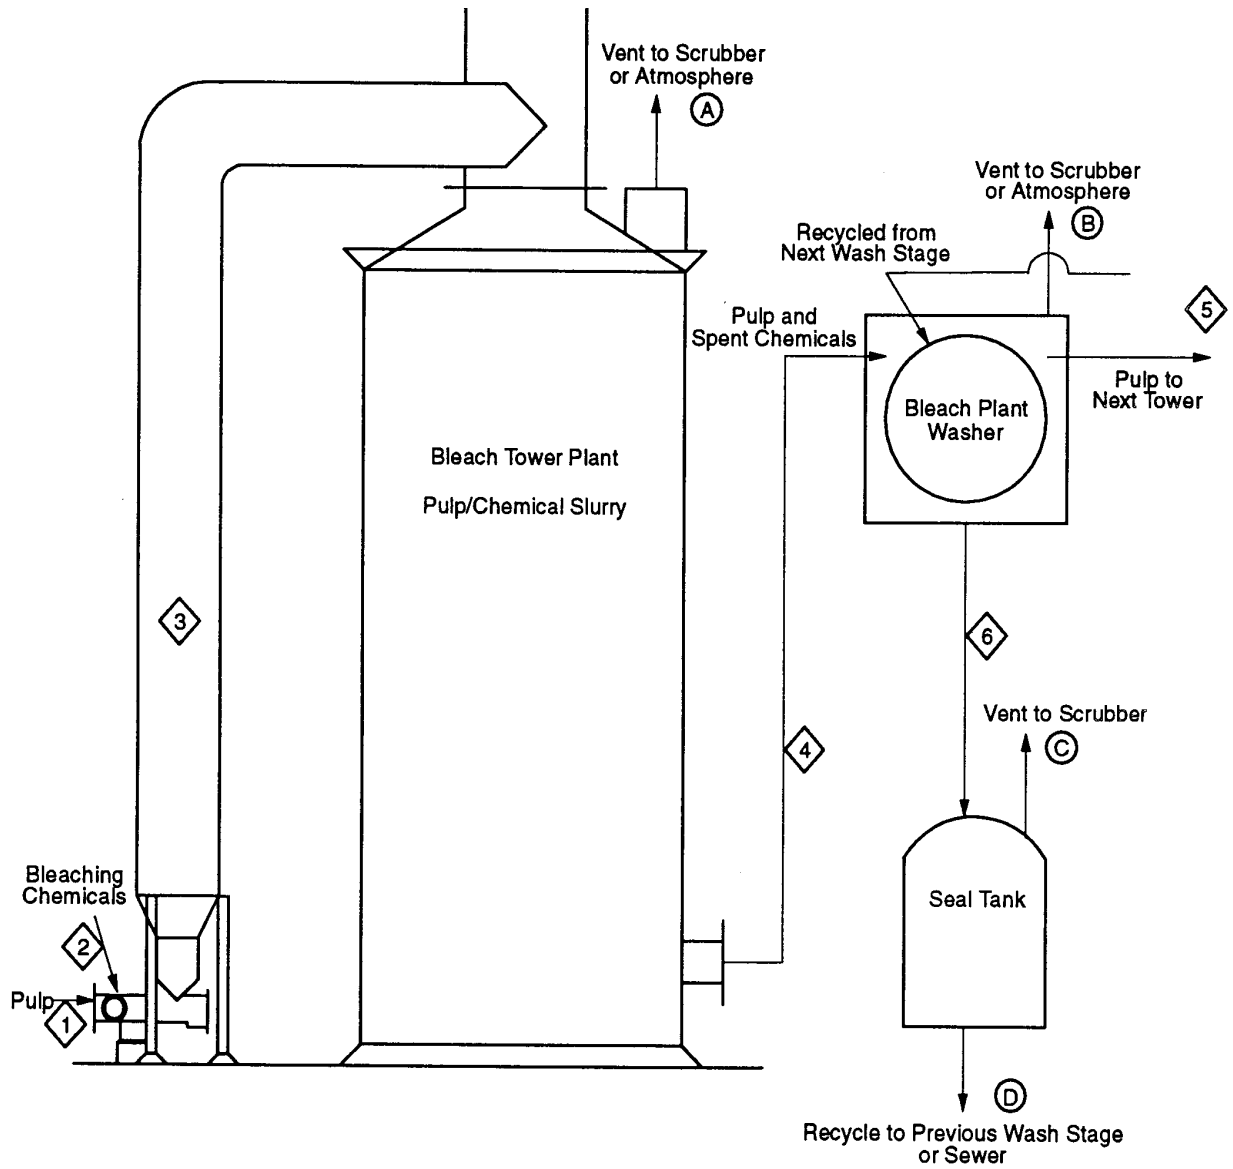 Vent to Scrubber
or Atmosphere
A
Vent to Scrubber
or Atmosphere
B
Recycled from
Next Wash Stage
5
Pulp and
Spent Chemicals
Pulp to
Next Tower
Bleach Plant
Washer
Bleach Tower Plant
Pulp/Chemical Slurry
3
6
4
Vent to Scrubber
C
Bleaching
Chemicals
Seal Tank
2
Pulp
1
D
Recycle to Previous Wash Stage
or Sewer